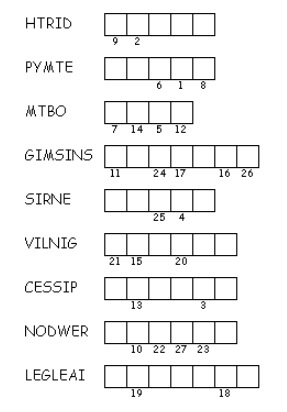 HTRID
9 2
PYMTE
6 1 8
MTBO
7 14 5 12
GIMSINS
11 24 17 16 26
SIRNE
25 4
VILNIG
21 15 20
CESSIP
13 3
NODWER
10 22 27 23
LEGLEAI
19 18